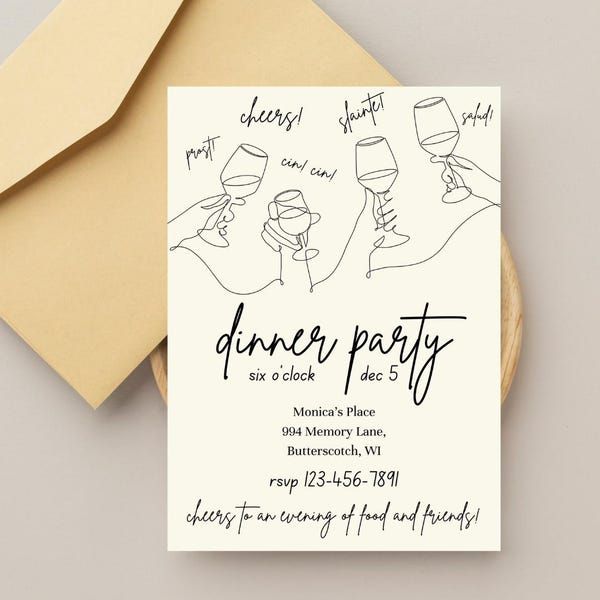 cheers!
slainte!
salud!
prost!
cin! cin!
dinner party
six o'clock dec 5
Monica's Place
994 Memory Lane,
Butterscotch, WI
rsvp 123-456-7891
cheers to an evening of food and friends!